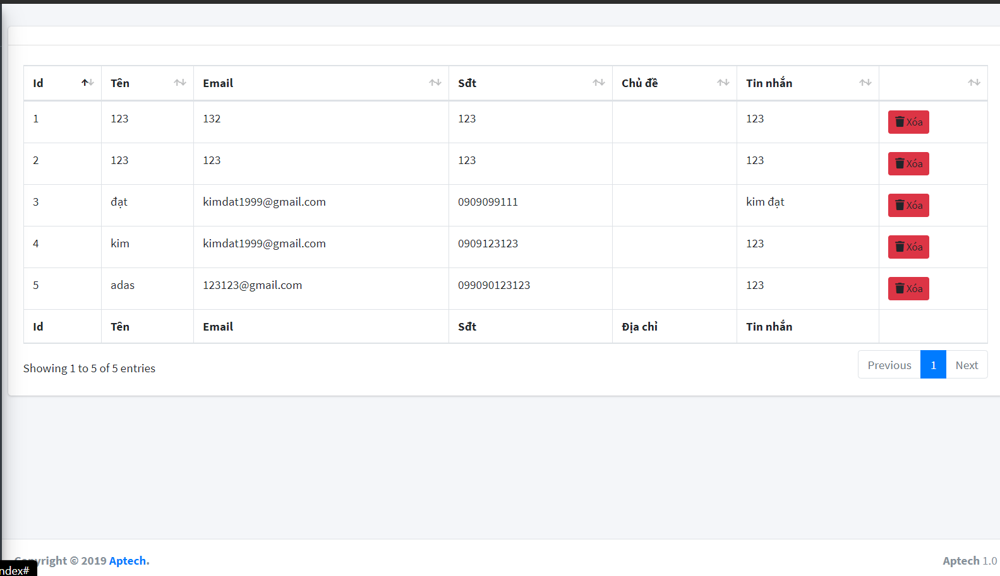 Id Tên Email Sđt Chủ đề Tin nhắn
1 123 132 123 123 Xóa
2 123 123 123 123 Xóa
3 đạt kimdat1999@gmail.com 0909099111 kim đạt Xóa
4 kim kimdat1999@gmail.com 0909123123 123 Xóa
5 adas 123123@gmail.com 099090123123 123 Xóa
Id Tên Email Sđt Địa chỉ Tin nhắn
Showing 1 to 5 of 5 entries
Previous 1 Next
Copyright © 2019 Aptech.
Aptech 1.0
ndex#